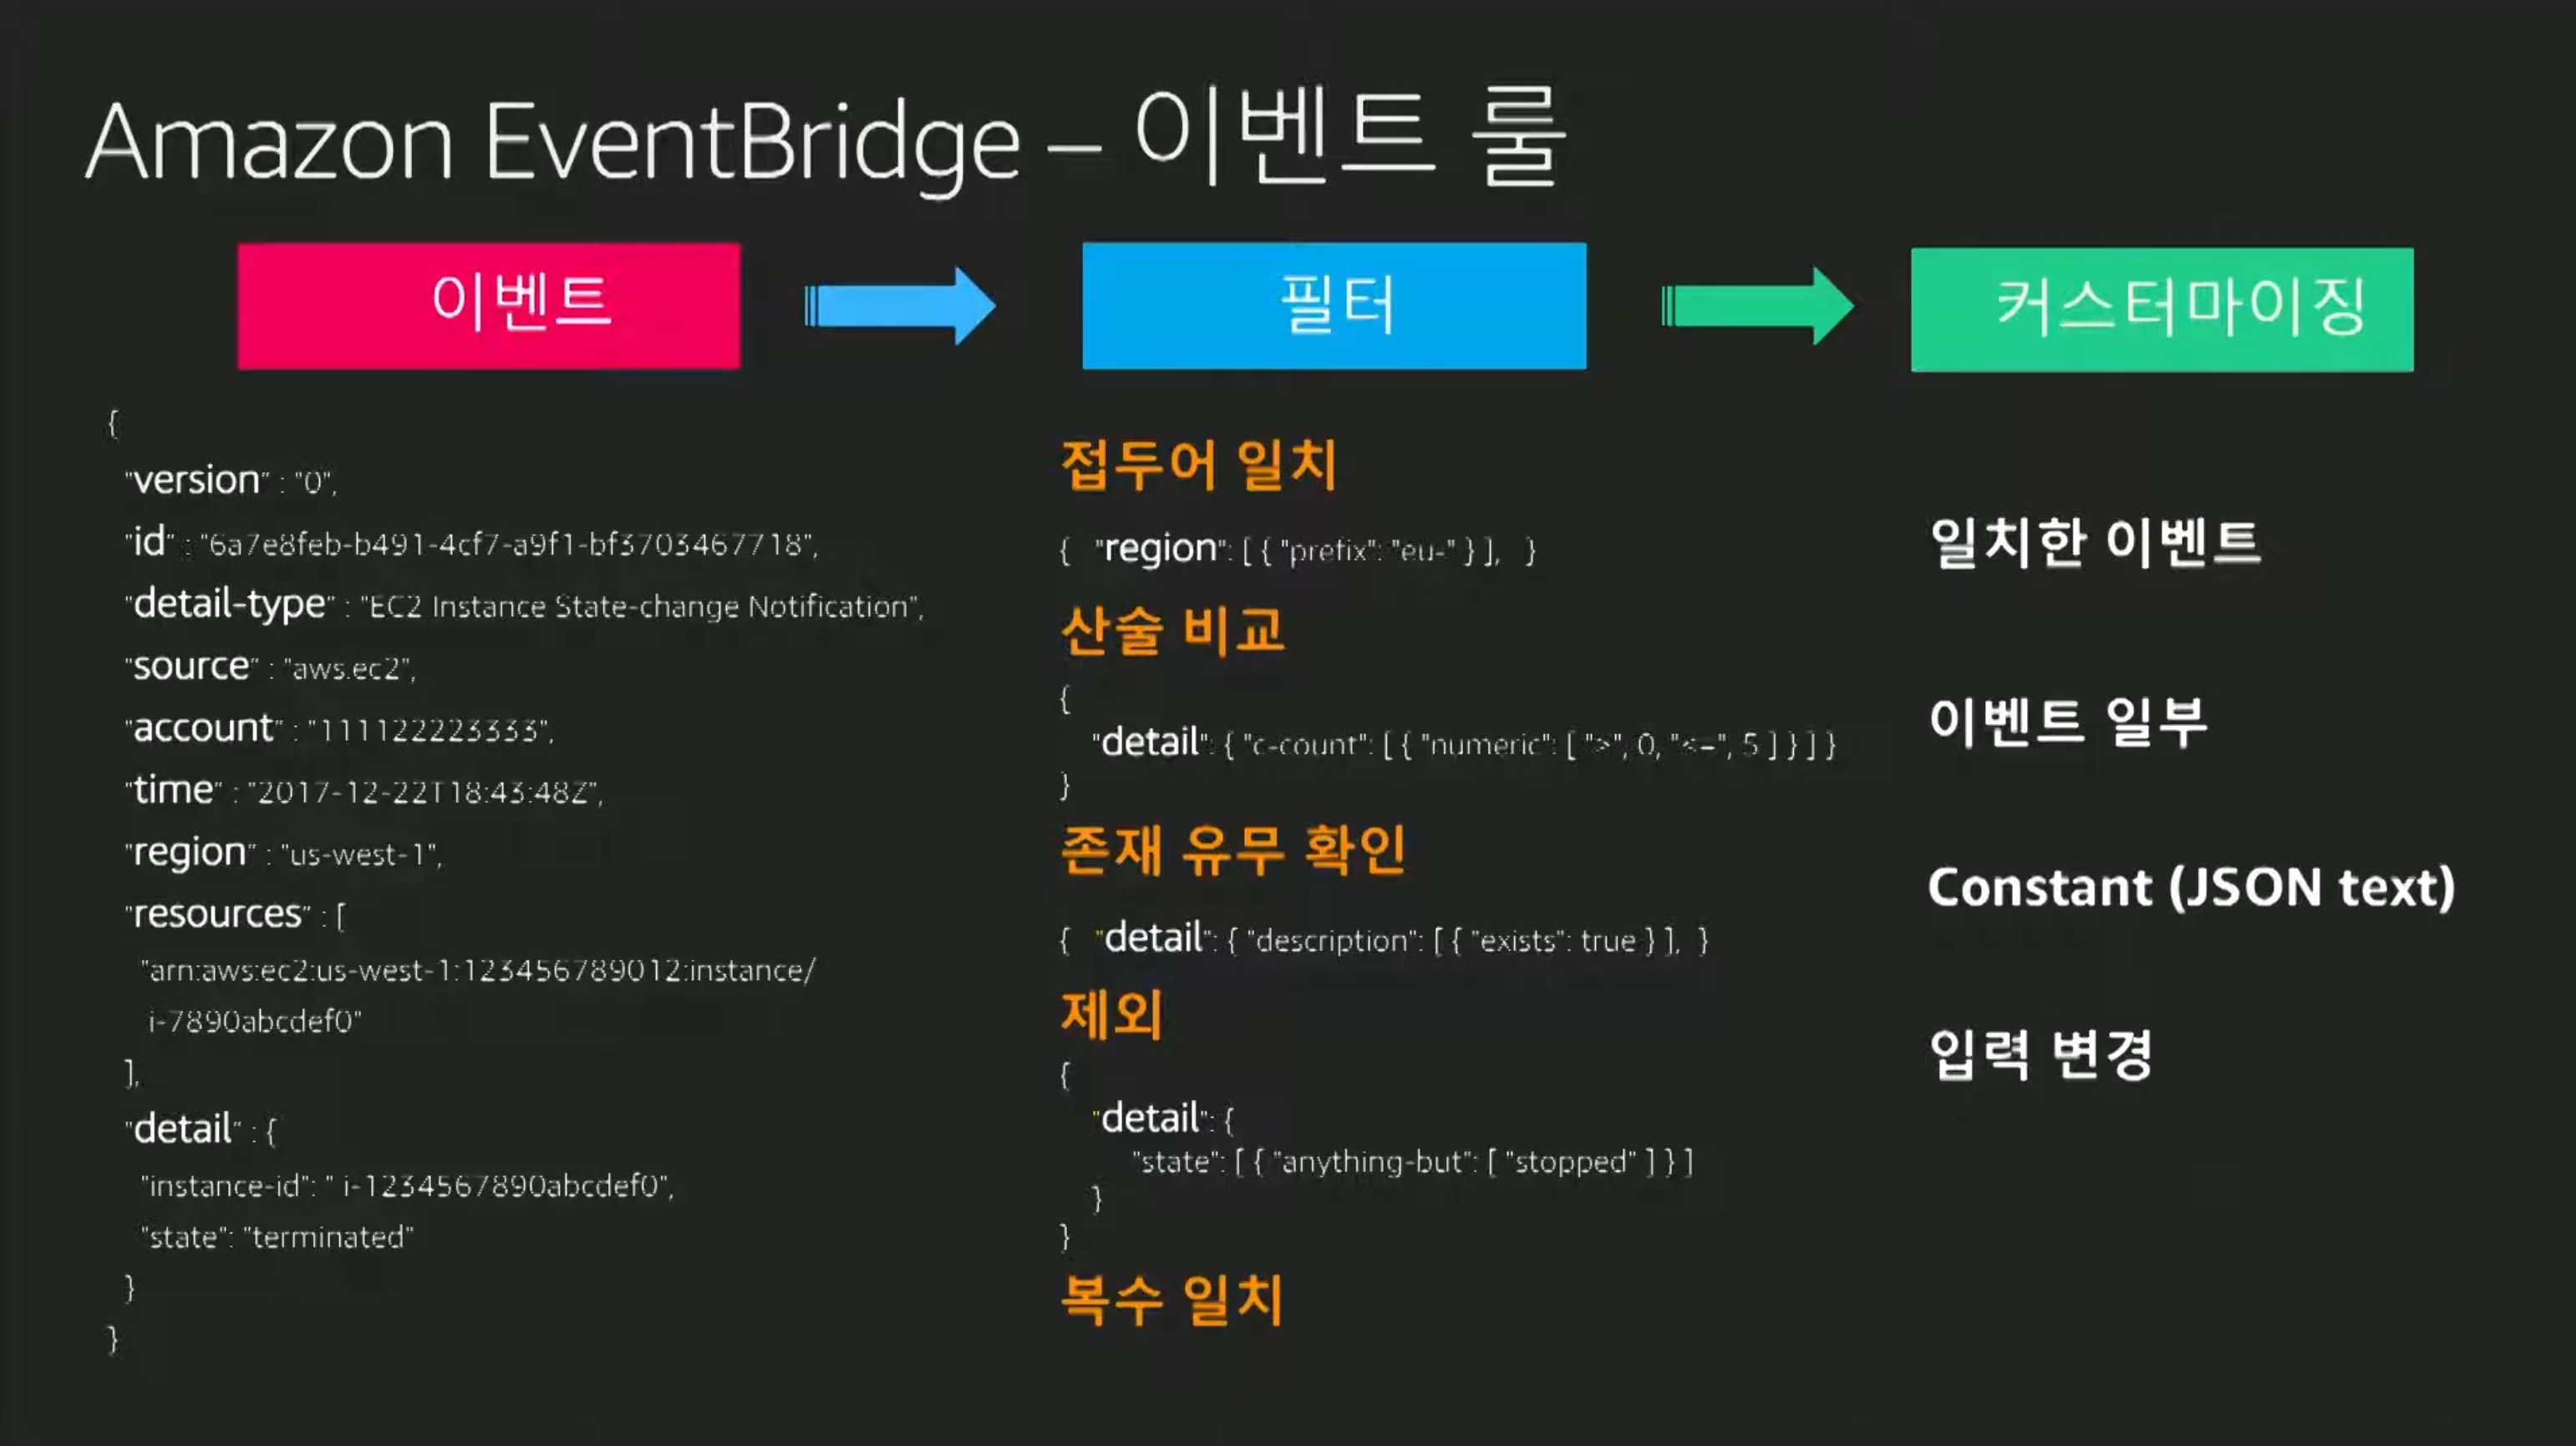 Amazon EventBridge – 이벤트 룰
이벤트
필터
커스터마이징
{
"version" : "0",
"id" : "6a7e8feb-b491-4cf7-a9f1-bf3703467718",
"detail-type" : "EC2 Instance State-change Notification",
"source" : "aws.ec2",
"account" : "111122223333",
"time" : "2017-12-22T18:43:48Z",
"region" : "us-west-1",
"resources" : [
"arn:aws:ec2:us-west-1:123456789012:instance/
i-7890abcdef0"
],
"detail" : {
"instance-id": " i-1234567890abcdef0",
"state": "terminated"
}
}
접두어 일치
{ "region": [ { "prefix": "eu-" } ], }
산술 비교
{
"detail": { "c-count": [ { "numeric": [ ">", 0, "<=", 5 ] } ] }
}
존재 유무 확인
{ "detail": { "description": [ { "exists": true } ], }
제외
{
"detail": {
"state": [ { "anything-but": [ "stopped" ] } ]
}
}
복수 일치
일치한 이벤트
이벤트 일부
Constant (JSON text)
입력 변경